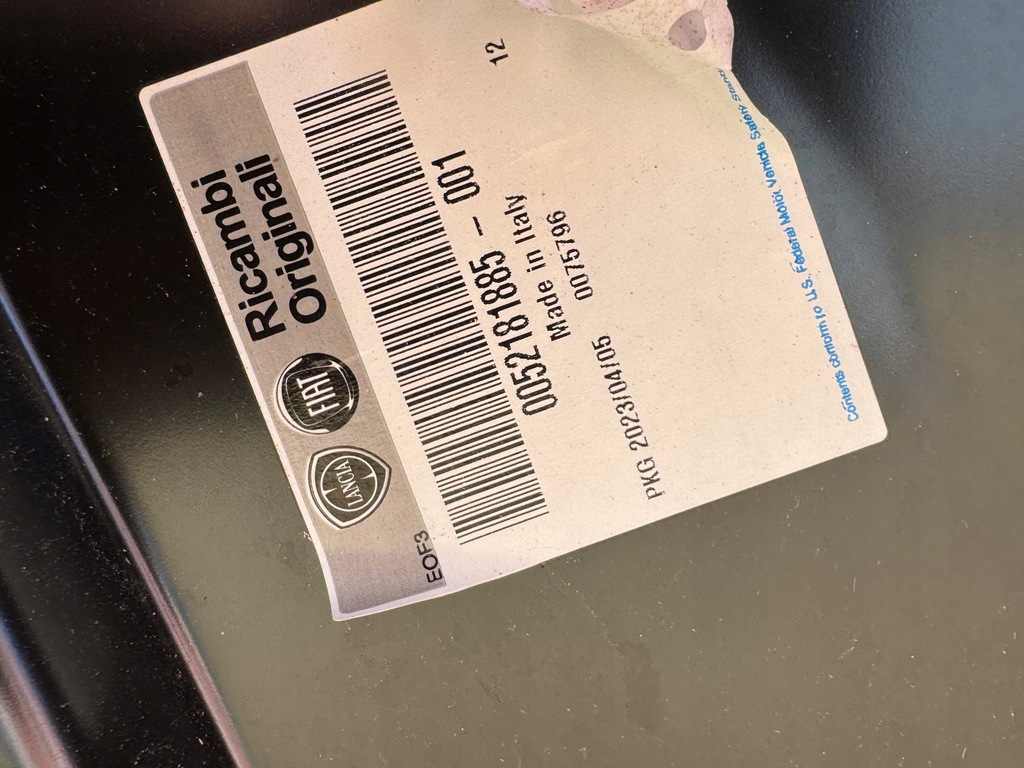 Ricambi
Originali
FIAT
LANCIA
EOF3
12
0052181885 – 001
Made in Italy
0075796
PKG 2023/04/05
Contents conform to U.S. Federal Motor Vehicle Safety